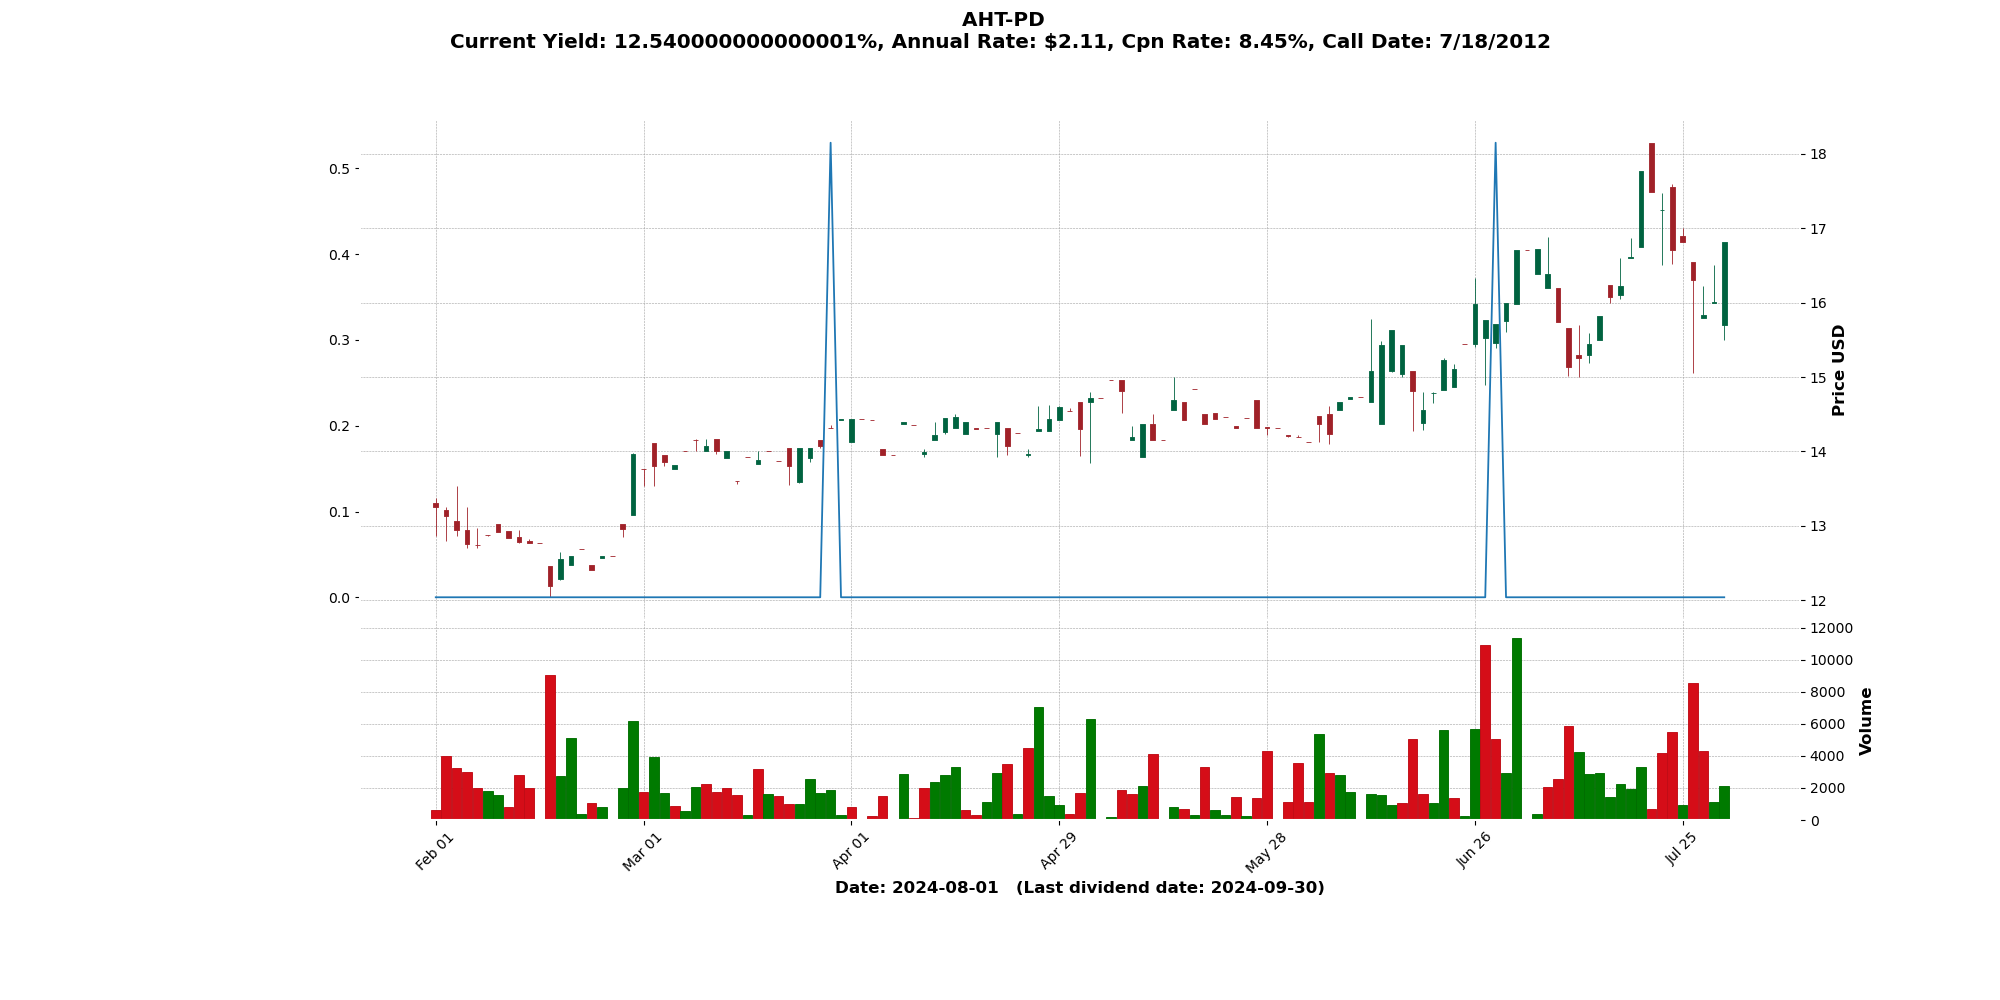 AHT-PD
Current Yield: 12.540000000000001%, Annual Rate: $2.11, Cpn Rate: 8.45%, Call Date: 7/18/2012
0.5
0.4
0.3
0.2
0.1
0.0
18
17
16
15
14
13
12
Price USD
12000
10000
8000
6000
4000
2000
0
Volume
Feb 01
Mar 01
Apr 01
Apr 29
May 28
Jun 26
Jul 25
Date: 2024-08-01 (Last dividend date: 2024-09-30)